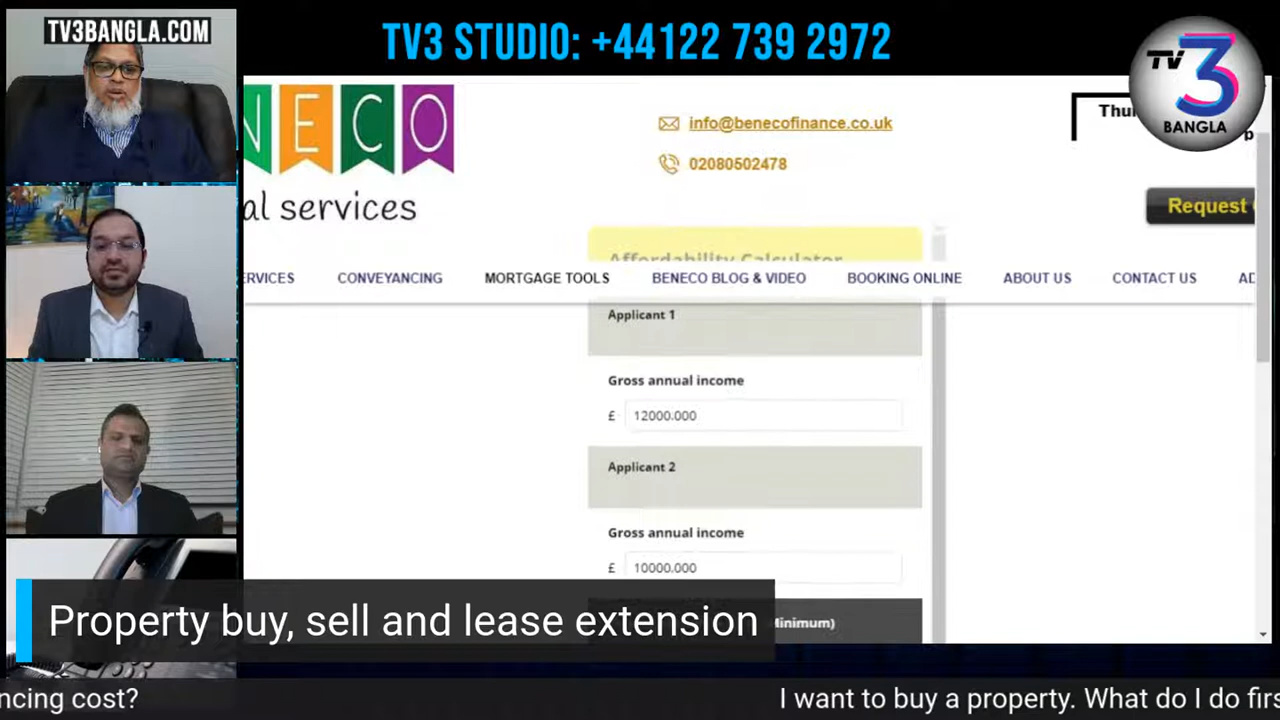 TV3BANGLA.COM
TV3 STUDIO: +44122 739 2972
TV3
BANGLA
NECO
al services
info@benecofinance.co.uk
02080502478
Request
ERVICES
CONVEYANCING
MORTGAGE TOOLS
BENECO BLOG & VIDEO
BOOKING ONLINE
ABOUT US
CONTACT US
Affordability Calculator
Applicant 1
Gross annual income
£ 12000.000
Applicant 2
Gross annual income
£ 10000.000
Minimum)
Property buy, sell and lease extension
ncing cost?
I want to buy a property. What do I do firs